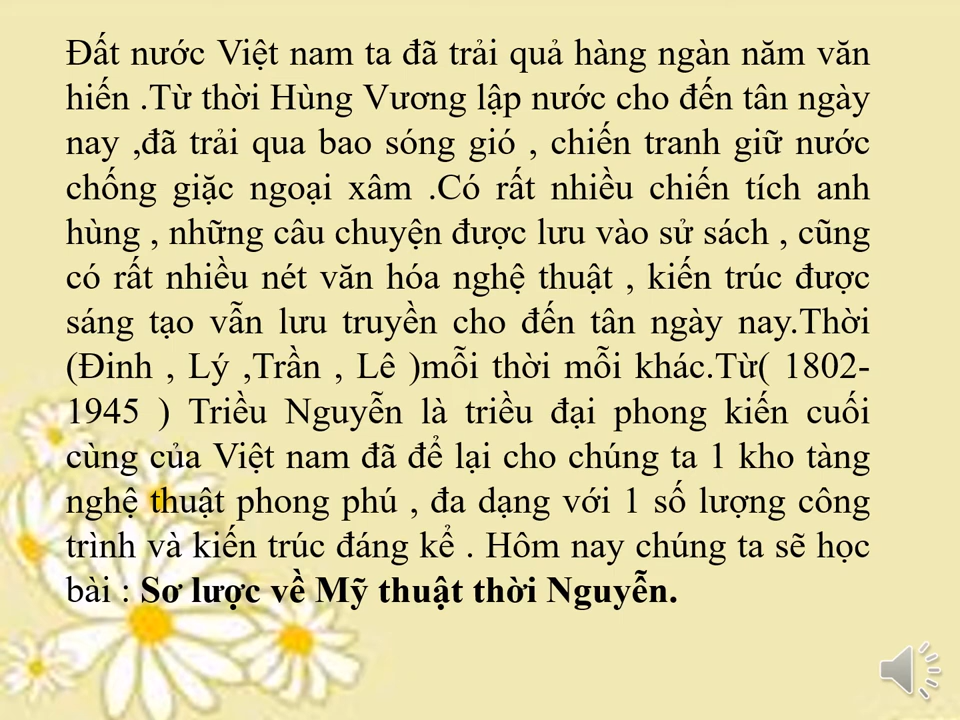 Đất nước Việt nam ta đã trải quả hàng ngàn năm văn
hiến .Từ thời Hùng Vương lập nước cho đến tân ngày
nay ,đã trải qua bao sóng gió , chiến tranh giữ nước
chống giặc ngoại xâm .Có rất nhiều chiến tích anh
hùng , những câu chuyện được lưu vào sử sách , cũng
có rất nhiều nét văn hóa nghệ thuật , kiến trúc được
sáng tạo vẫn lưu truyền cho đến tân ngày nay.Thời
(Đinh , Lý ,Trần , Lê )mỗi thời mỗi khác.Từ( 1802-
1945 ) Triều Nguyễn là triều đại phong kiến cuối
cùng của Việt nam đã để lại cho chúng ta 1 kho tàng
nghệ thuật phong phú , đa dạng với 1 số lượng công
trình và kiến trúc đáng kể . Hôm nay chúng ta sẽ học
bài : Sơ lược về Mỹ thuật thời Nguyễn.